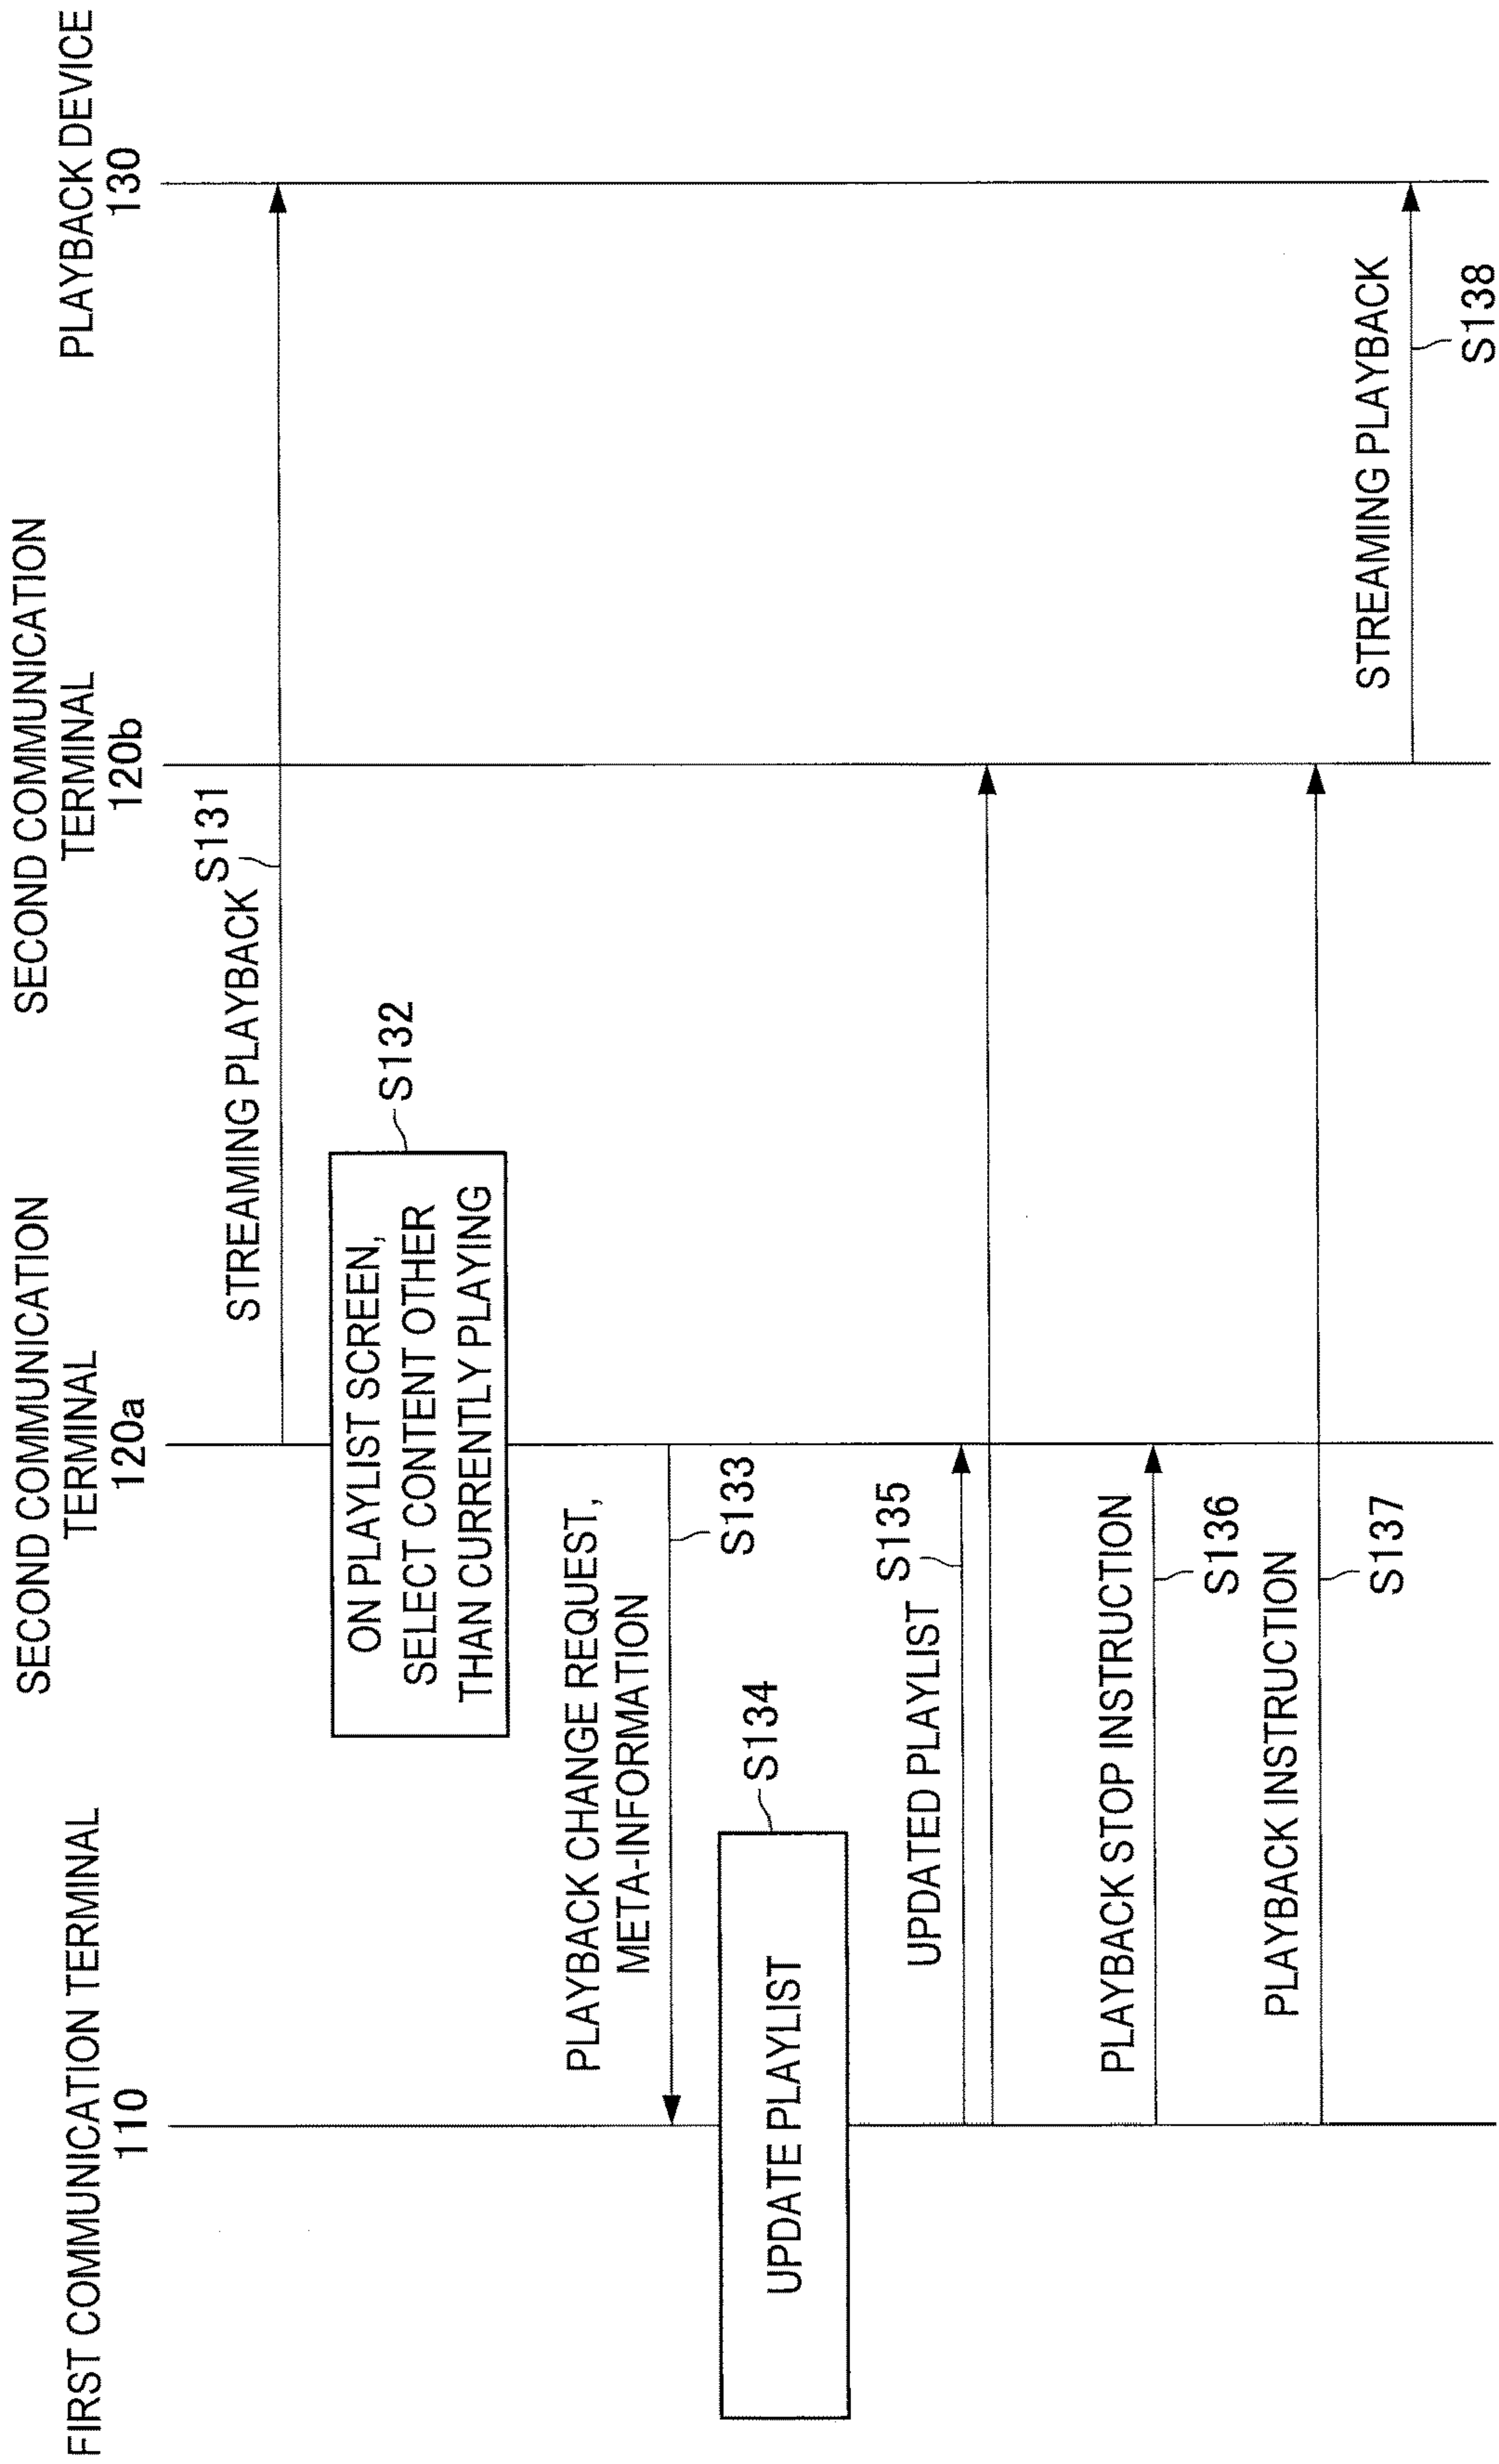 FIRST COMMUNICATION TERMINAL
110
SECOND COMMUNICATION
TERMINAL
120a
SECOND COMMUNICATION
TERMINAL
120b
PLAYBACK DEVICE
130
S131
STREAMING PLAYBACK
S132
ON PLAYLIST SCREEN,
SELECT CONTENT OTHER
THAN CURRENTLY PLAYING
PLAYBACK CHANGE REQUEST,
META-INFORMATION
S133
S134
UPDATE PLAYLIST
S135
UPDATED PLAYLIST
PLAYBACK STOP INSTRUCTION
S136
PLAYBACK INSTRUCTION
S137
STREAMING PLAYBACK
S138